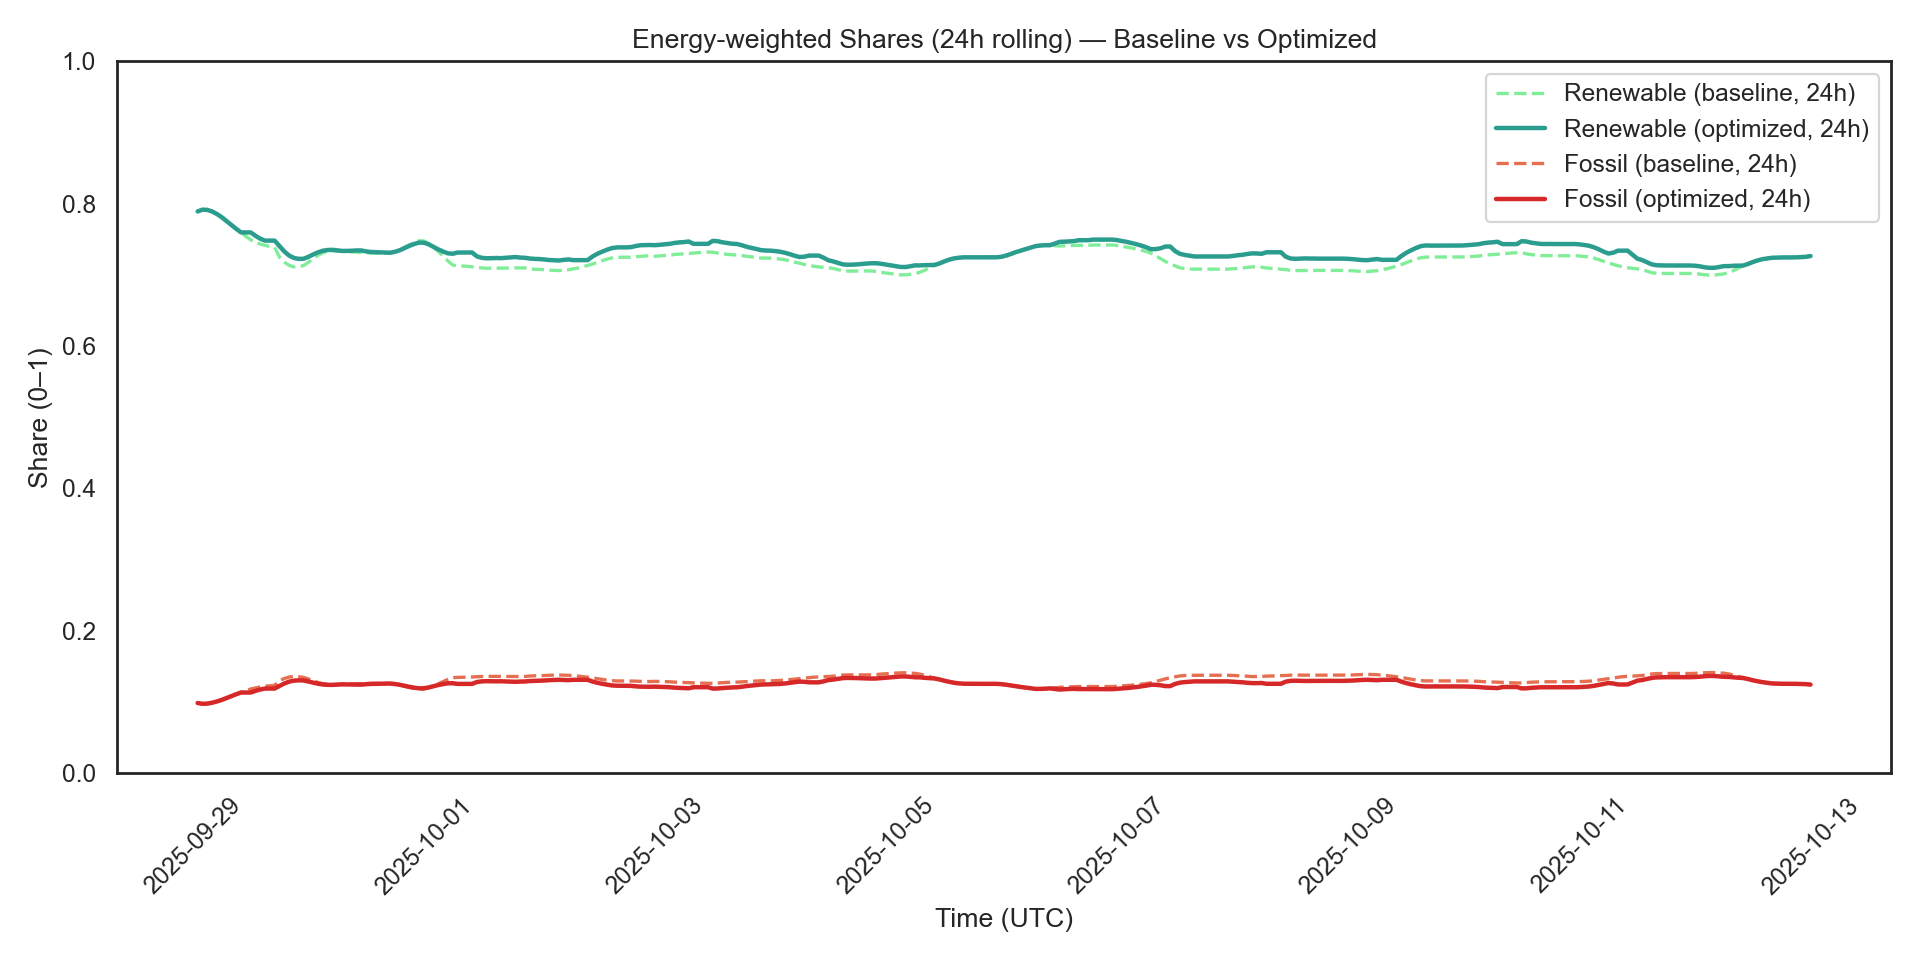 Energy-weighted Shares (24h rolling) — Baseline vs Optimized
1.0
0.8
0.6
0.4
0.2
0.0
Share (0–1)
Renewable (baseline, 24h)
Renewable (optimized, 24h)
Fossil (baseline, 24h)
Fossil (optimized, 24h)
2025-09-29
2025-10-01
2025-10-03
2025-10-05
2025-10-07
2025-10-09
2025-10-11
2025-10-13
Time (UTC)